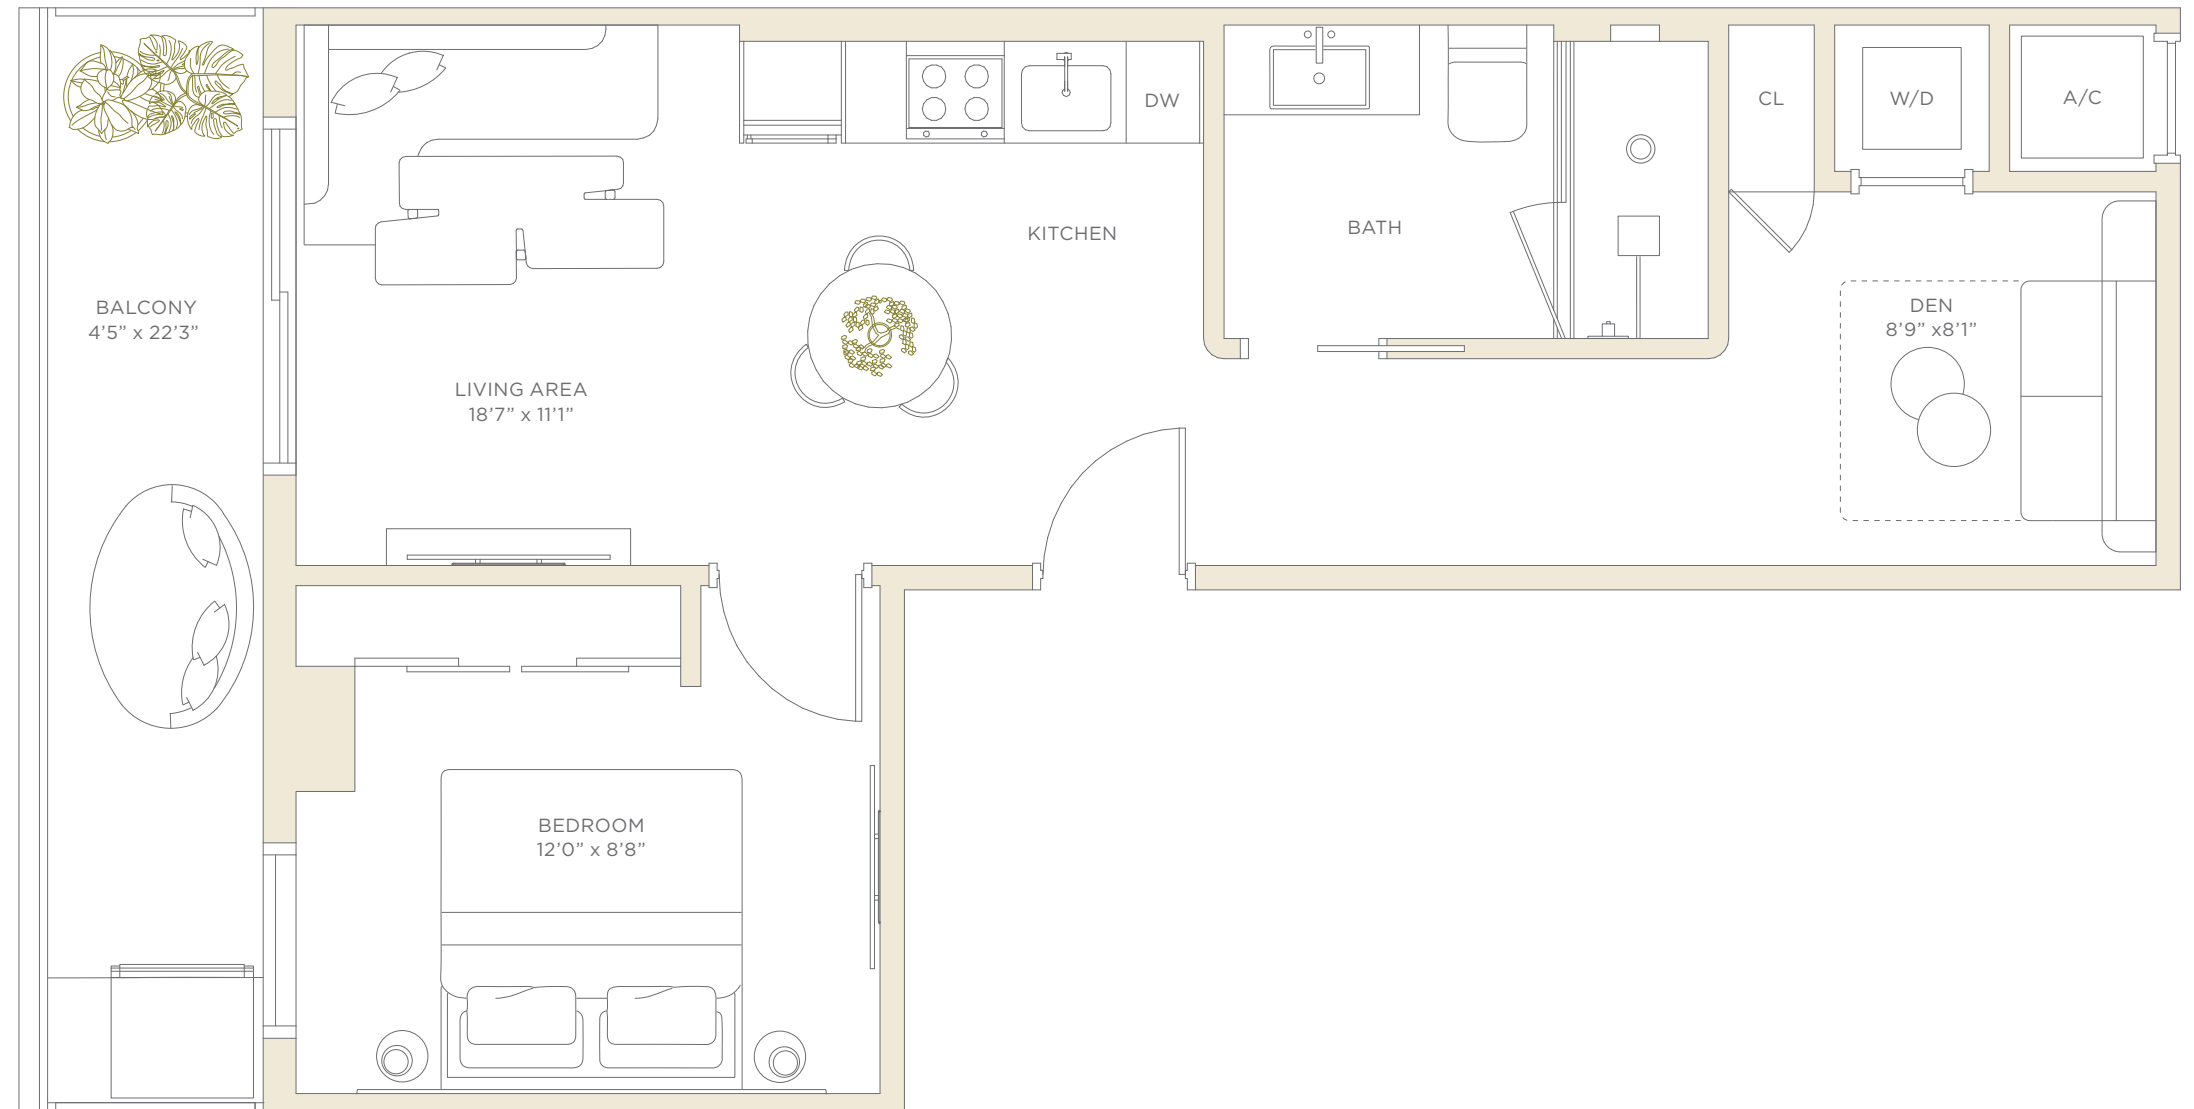 DW
CL
W/D
A/C
KITCHEN
BATH
BALCONY
4’5” x 22’3”
DEN
8’9” x8’1”
LIVING AREA
18’7” x 11’1”
BEDROOM
12’0” x 8’8”